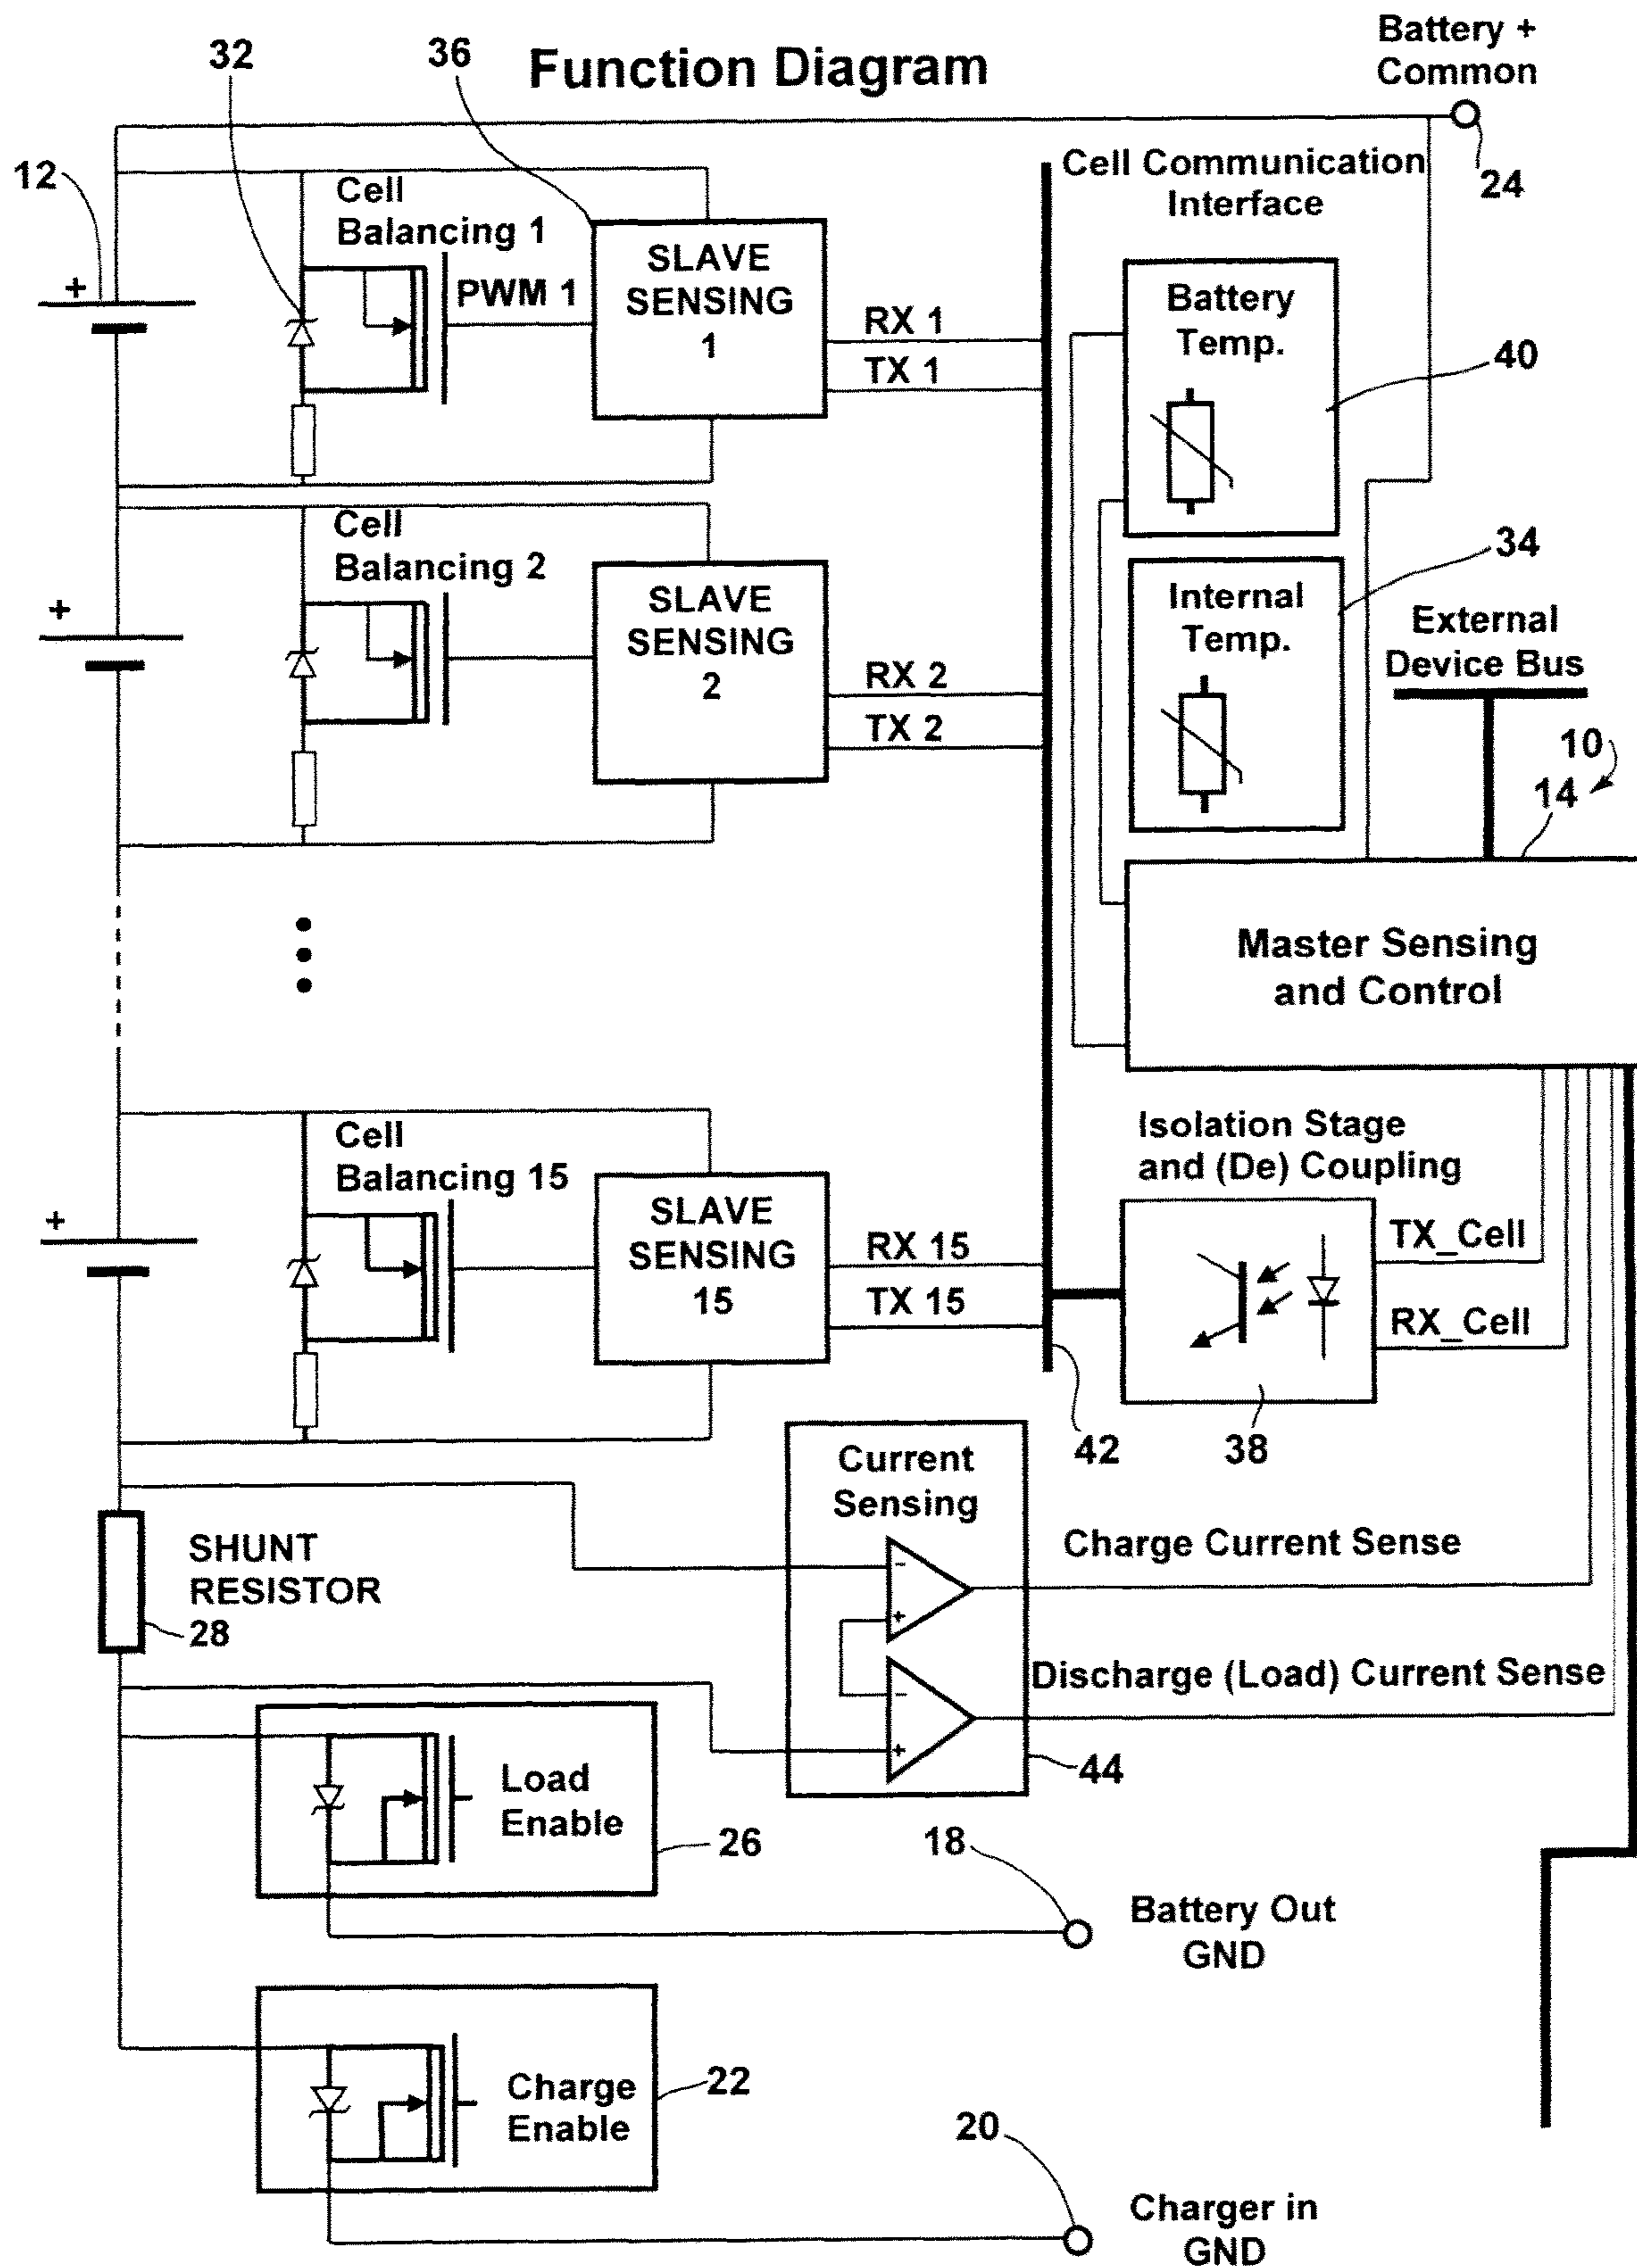 Function Diagram
32
36
12
Battery +
Common
24
Cell
Balancing 1
PWM 1
SLAVE
SENSING
1
RX 1
TX 1
Cell Communication
Interface
Battery
Temp.
40
Cell
Balancing 2
SLAVE
SENSING
2
RX 2
TX 2
Internal
Temp.
34
External
Device Bus
10
14
Master Sensing
and Control
Cell
Balancing 15
SLAVE
SENSING
15
RX 15
TX 15
Isolation Stage
and (De) Coupling
TX_Cell
RX_Cell
42
38
SHUNT
RESISTOR
28
Current
Sensing
Charge Current Sense
Discharge (Load) Current Sense
44
Load
Enable
26
18
Battery Out
GND
Charge
Enable
22
20
Charger in
GND